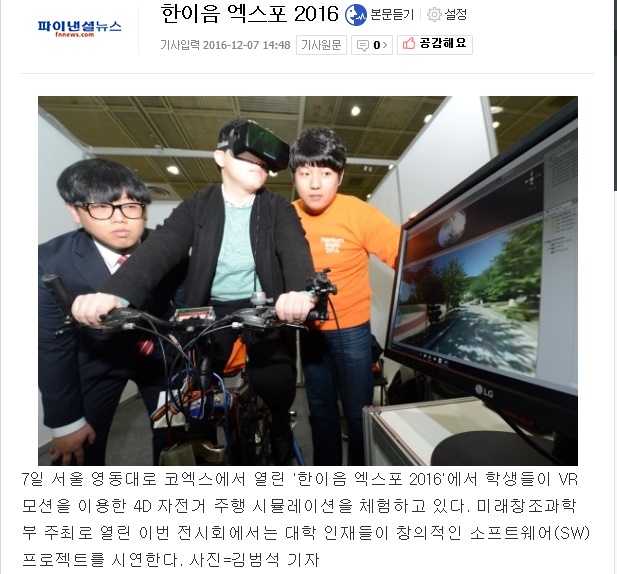 파이낸셜뉴스
fnnews.com
한이음 엑스포 2016 본문듣기 설정
기사입력 2016-12-07 14:48 기사원문 0 공감해요
LG
7일 서울 영동대로 코엑스에서 열린 '한이음 엑스포 2016'에서 학생들이 VR
모션을 이용한 4D 자전거 주행 시뮬레이션을 체험하고 있다. 미래창조과학
부 주최로 열린 이번 전시회에서는 대학 인재들이 창의적인 소프트웨어(SW)
프로젝트를 시연한다. 사진=김범석 기자